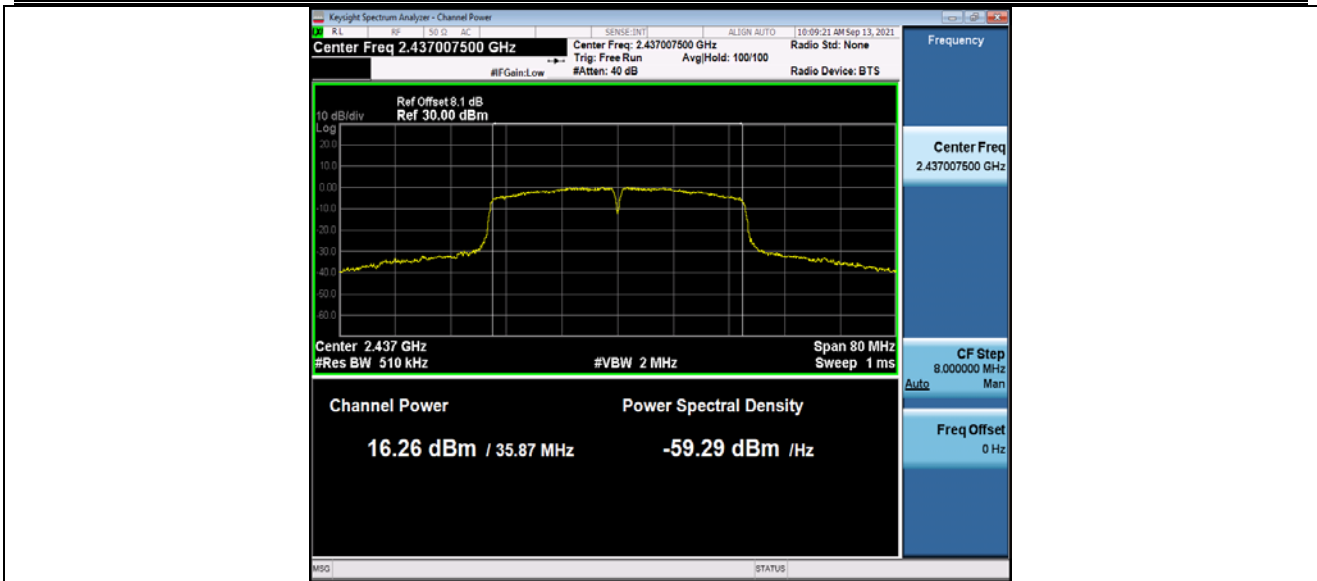 Keysight Spectrum Analyzer - Channel Power
RL RF 50 Ω AC SENSE:INT ALIGN AUTO 10:09:21 AM Sep 13, 2021
Center Freq 2.437007500 GHz
Center Freq: 2.437007500 GHz Radio Std: None
Trig: Free Run Avg|Hold: 100/100
#IFGain:Low #Atten: 40 dB Radio Device: BTS
Frequency
Ref Offset 8.1 dB
10 dB/div Ref 30.00 dBm
Log
20.0
10.0
0.00
-10.0
-20.0
-30.0
-40.0
-50.0
-60.0
Center 2.437 GHz Span 80 MHz
#Res BW 510 kHz #VBW 2 MHz Sweep 1 ms
Channel Power Power Spectral Density
16.26 dBm / 35.87 MHz -59.29 dBm /Hz
Center Freq
2.437007500 GHz
CF Step
8.000000 MHz
Auto Man
Freq Offset
0 Hz
MSG STATUS